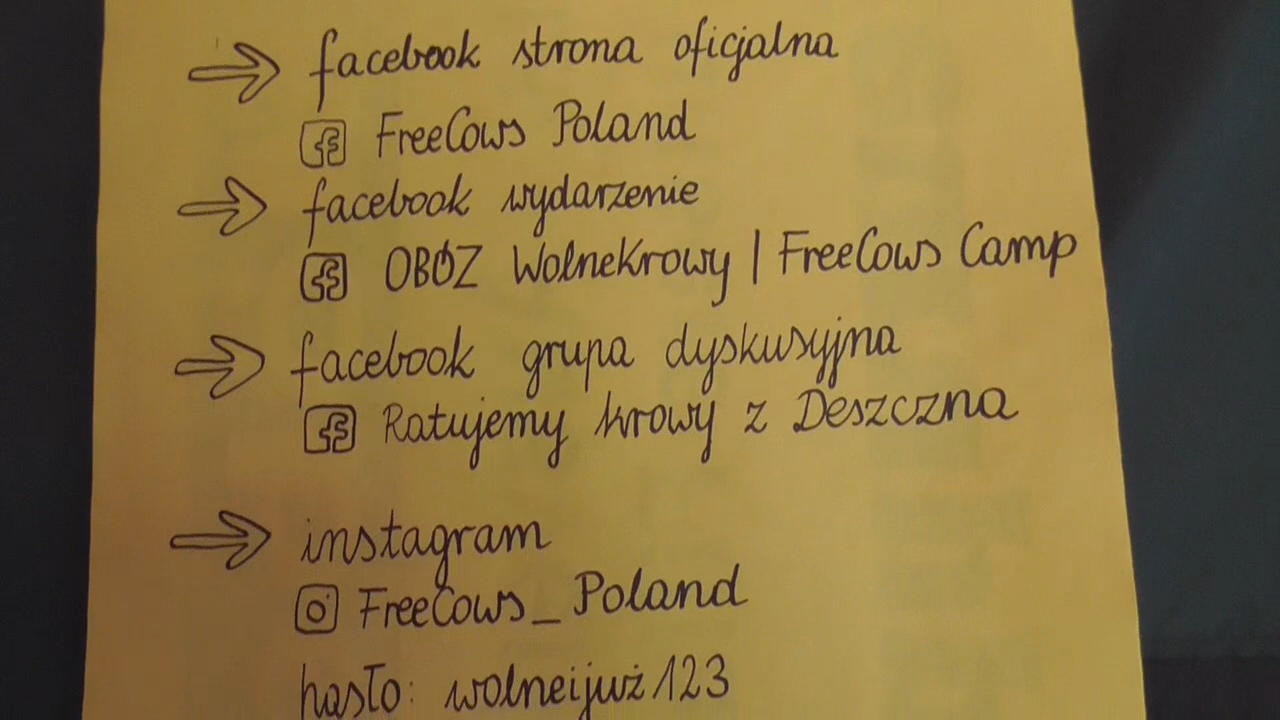 facebook strona oficjalna
FreeCows Poland
facebook wydarzenie
OBÓZ WolneKrowy | FreeCows Camp
facebook grupa dyskusyjna
Ratujemy krowy z Deszczna
instagram
FreeCows_Poland
hasło: wolneijuż123